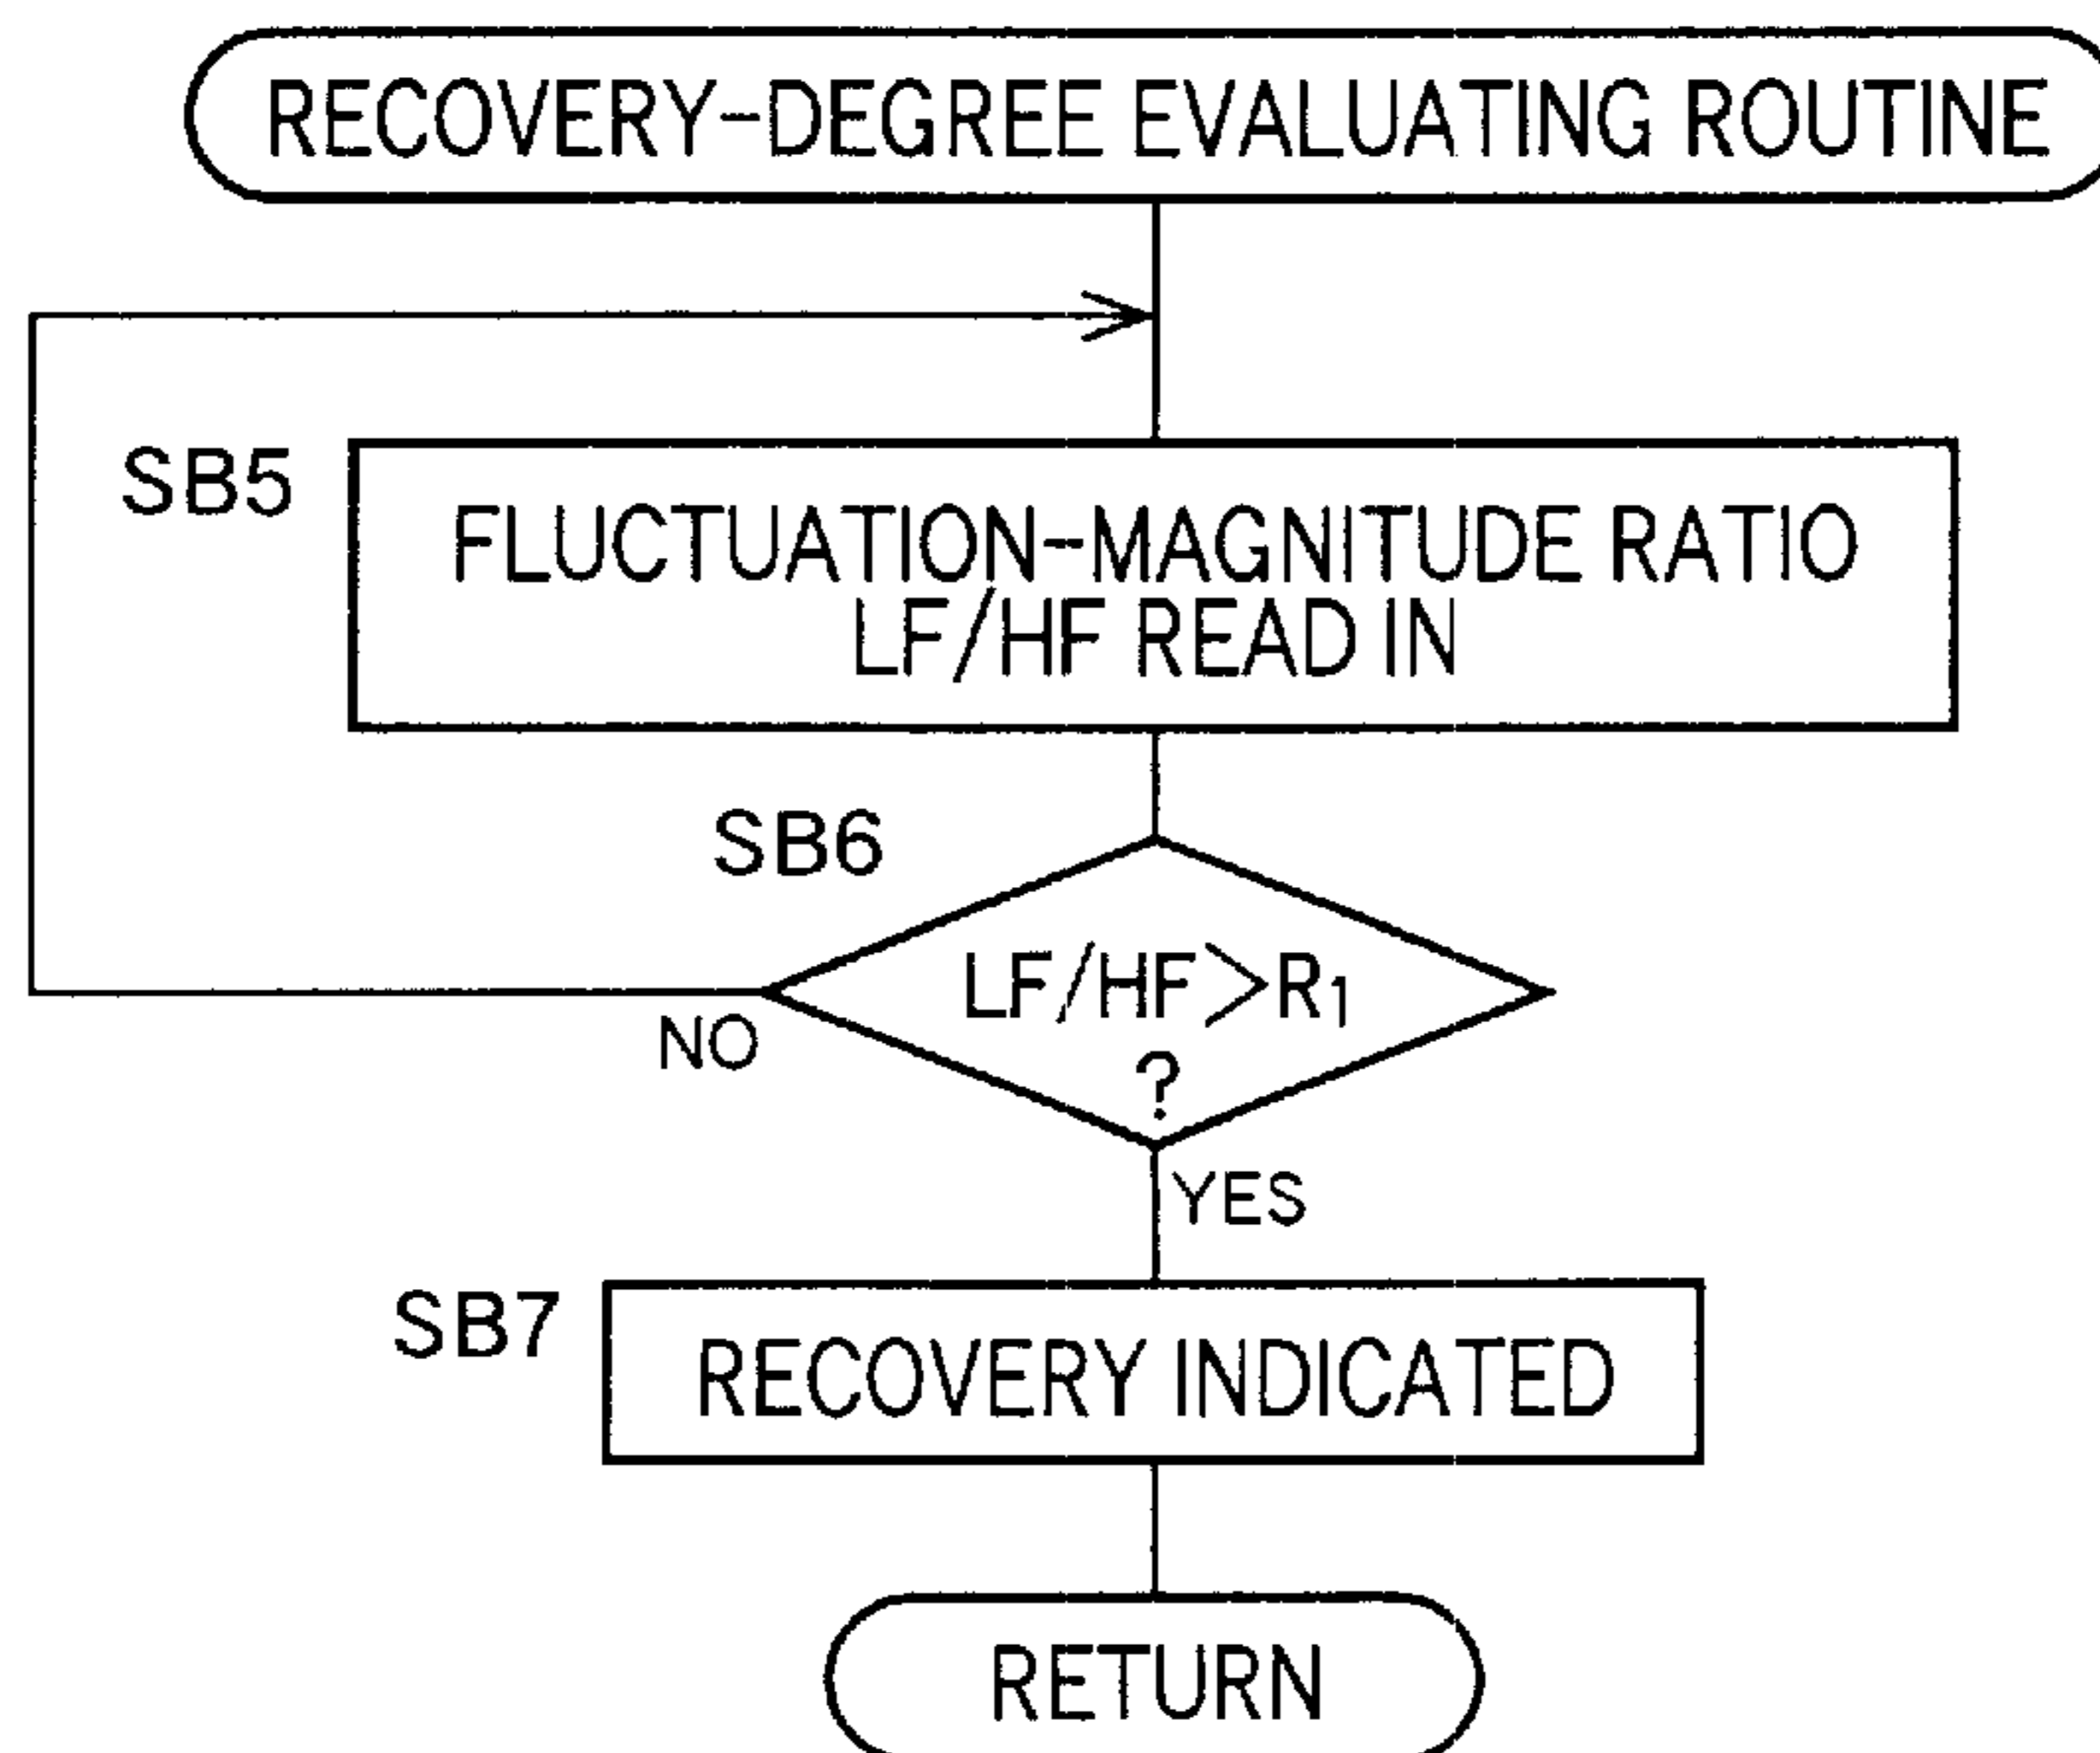 RECOVERY-DEGREE EVALUATING ROUTINE
SB5
FLUCTUATION-MAGNITUDE RATIO
LF/HF READ IN
SB6
LF/HF>R₁
?
NO
YES
SB7
RECOVERY INDICATED
RETURN